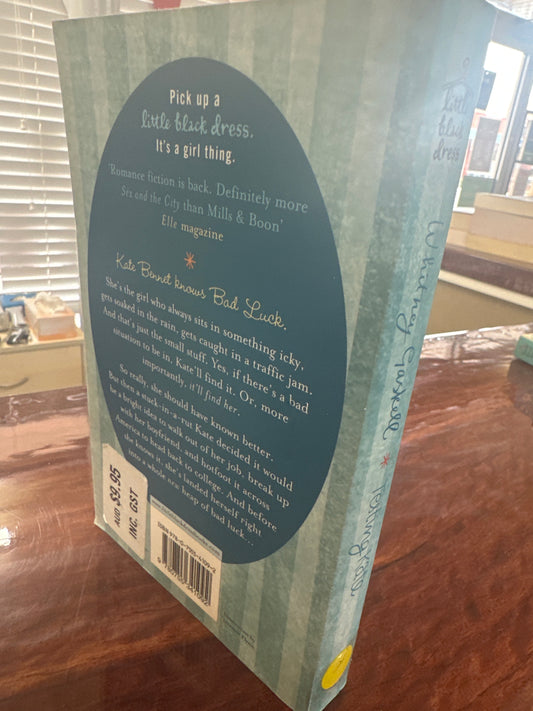 Pick up a
little black dress.
It's a girl thing.
'Romance fiction is back. Definitely more
Sex and the City than Mills & Boon'
Elle magazine
Kate Bennet knows Bad Luck.
She's the girl who always sits in something icky,
gets soaked in the rain, gets caught in a traffic jam.
And that's just the small stuff. Yes, if there's a bad
situation to be in, Kate'll find it. Or, more
importantly, it'll find her.
So really, she should have known better.
But then a stuck-in-a-rut Kate decided it would
be a bright idea to walk out of her job, break up
with her boyfriend, and hotfoot it across
America to head back to college. And before
she knows it, she's landed herself right
into a whole new heap of bad luck...
AUD $9.95
INC. GST
little
black
dress
Whitney Gaskell * Testing Kate